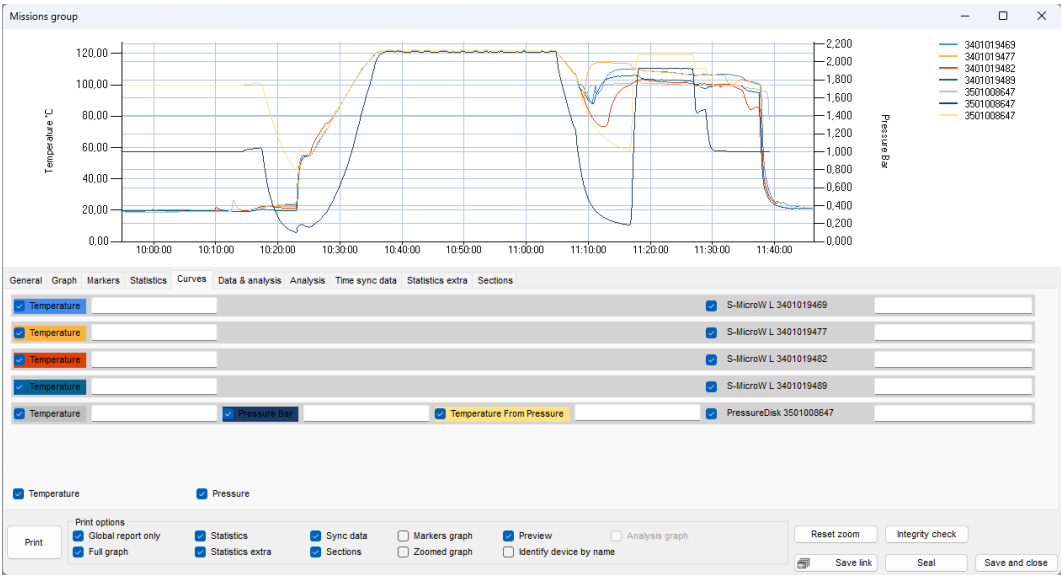 Missions group
120,00
100,00
80,00
60,00
40,00
20,00
0,00
Temperature °C
2,200
2,000
1,800
1,600
1,400
1,200
1,000
0,800
0,600
0,400
0,200
0,000
Pressure Bar
10:00:00 10:10:00 10:20:00 10:30:00 10:40:00 10:50:00 11:00:00 11:10:00 11:20:00 11:30:00 11:40:00
3401019469
3401019477
3401019482
3401019489
3501008647
3501008647
3501008647
General Graph Markers Statistics Curves Data & analysis Analysis Time sync data Statistics extra Sections
Temperature S-MicroW L 3401019469
Temperature S-MicroW L 3401019477
Temperature S-MicroW L 3401019482
Temperature S-MicroW L 3401019489
Temperature Pressure Bar Temperature From Pressure PressureDisk 3501008647
Temperature Pressure
Print
Print options
Global report only Statistics Sync data Markers graph Preview Analysis graph
Full graph Statistics extra Sections Zoomed graph Identify device by name
Reset zoom Integrity check
Save link Seal Save and close